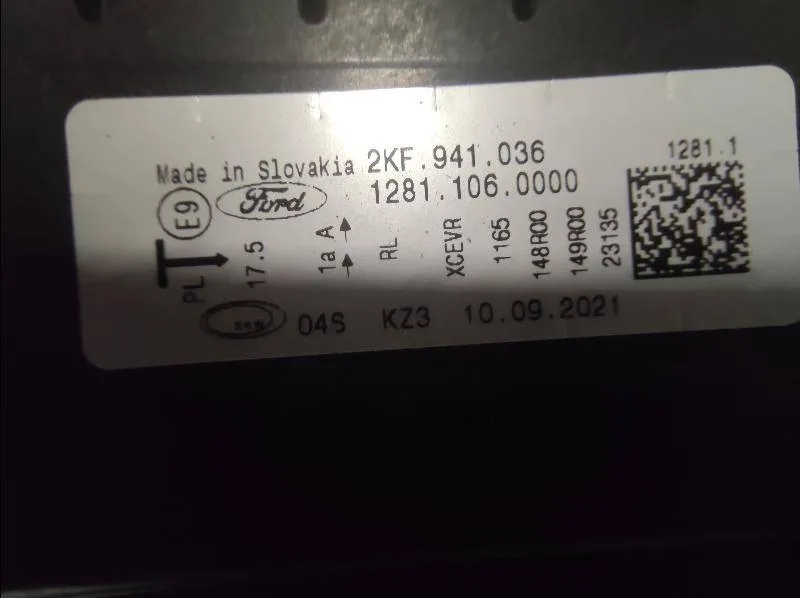 Made in Slovakia 2KF.941.036
1281.1
E9 Ford 1281.106.0000
PL
17.5
1a A
RL
XCEVR
1165
148R00
149R00
23135
04S KZ3 10.09.2021